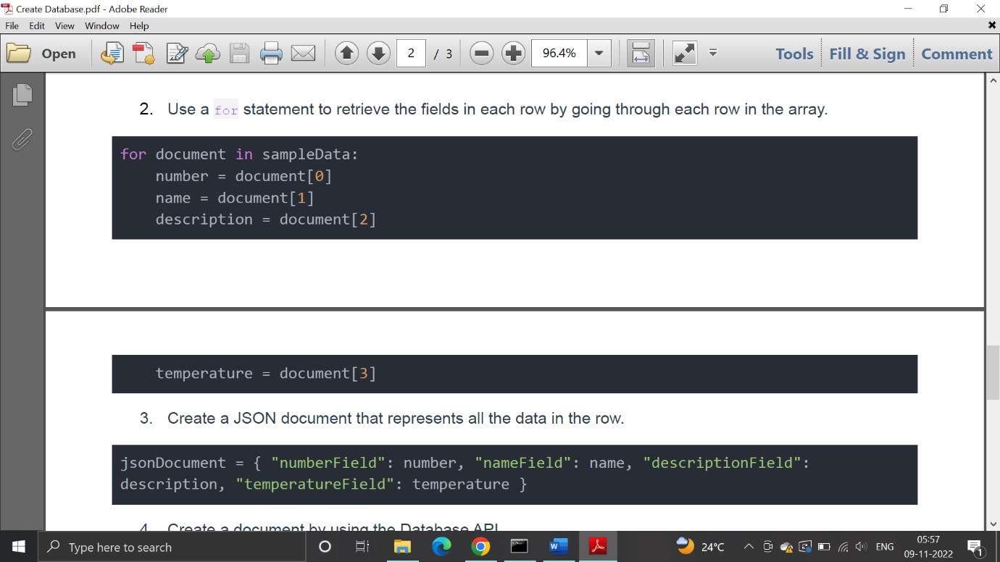 Create Database.pdf - Adobe Reader
File Edit View Window Help
Open 2 / 3 96.4% Tools Fill & Sign Comment
2. Use a for statement to retrieve the fields in each row by going through each row in the array.
for document in sampleData:
number = document[0]
name = document[1]
description = document[2]
temperature = document[3]
3. Create a JSON document that represents all the data in the row.
jsonDocument = { "numberField": number, "nameField": name, "descriptionField":
description, "temperatureField": temperature }
4. Create a document by using the Database API
Type here to search 24°C ENG 05:57
09-11-2022 1